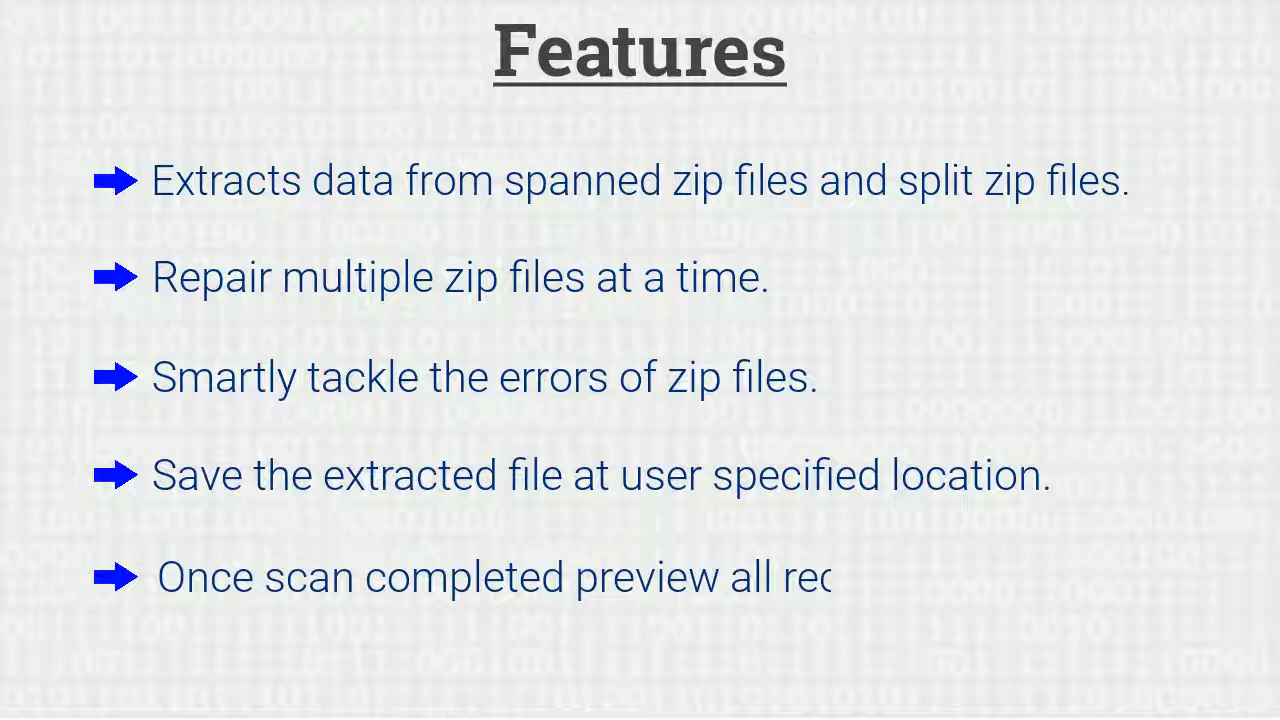 Features
Extracts data from spanned zip files and split zip files.
Repair multiple zip files at a time.
Smartly tackle the errors of zip files.
Save the extracted file at user specified location.
Once scan completed preview all